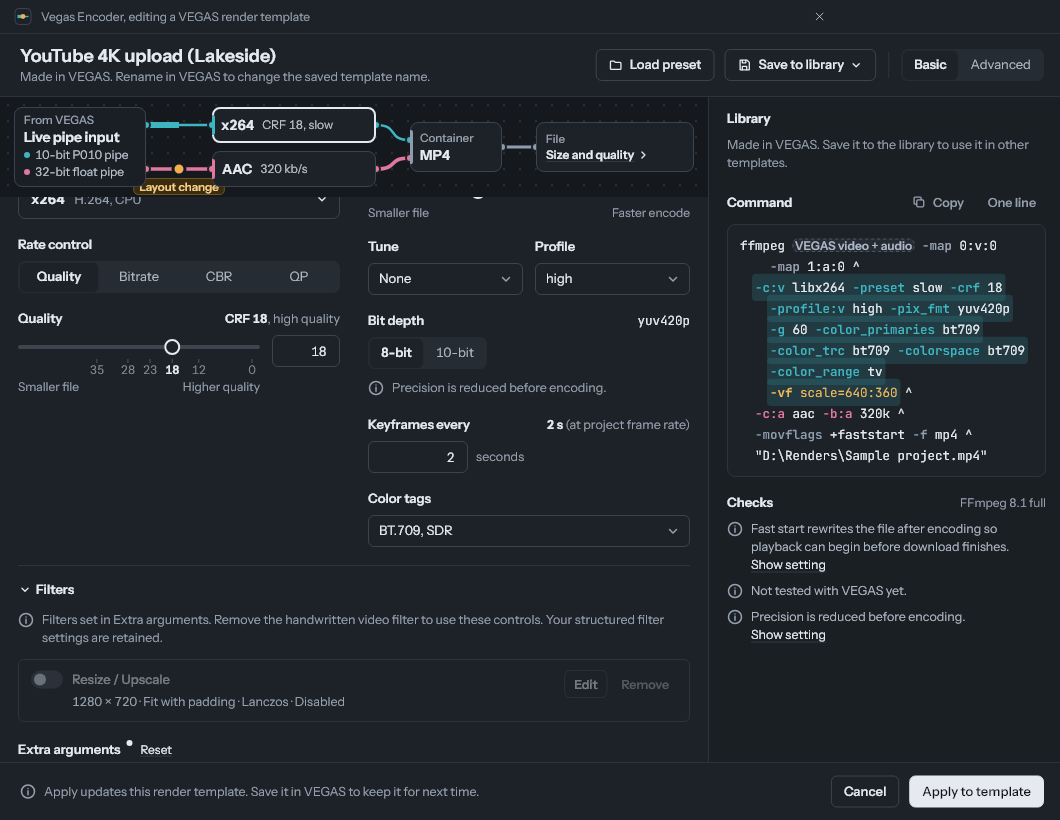 Vegas Encoder, editing a VEGAS render template
YouTube 4K upload (Lakeside)
Made in VEGAS. Rename in VEGAS to change the saved template name.
Load preset
Save to library
Basic
Advanced
From VEGAS
Live pipe input
10-bit P010 pipe
32-bit float pipe
x264 CRF 18, slow
AAC 320 kb/s
Layout change
Container
MP4
File
Size and quality
x264 H.264, CPU
Rate control
Quality Bitrate CBR QP
Quality CRF 18, high quality
18
35 28 23 18 12 0
Smaller file Higher quality
Smaller file Faster encode
Tune Profile
None high
Bit depth yuv420p
8-bit 10-bit
Precision is reduced before encoding.
Keyframes every 2 s (at project frame rate)
2 seconds
Color tags
BT.709, SDR
Filters
Filters set in Extra arguments. Remove the handwritten video filter to use these controls. Your structured filter
settings are retained.
Resize / Upscale
1280 × 720 · Fit with padding · Lanczos · Disabled
Edit Remove
Extra arguments Reset
Library
Made in VEGAS. Save it to the library to use it in other
templates.
Command Copy One line
ffmpeg VEGAS video + audio -map 0:v:0
-map 1:a:0 ^
-c:v libx264 -preset slow -crf 18
-profile:v high -pix_fmt yuv420p
-g 60 -color_primaries bt709
-color_trc bt709 -colorspace bt709
-color_range tv
-vf scale=640:360 ^
-c:a aac -b:a 320k ^
-movflags +faststart -f mp4 ^
"D:\Renders\Sample project.mp4"
Checks FFmpeg 8.1 full
Fast start rewrites the file after encoding so
playback can begin before download finishes.
Show setting
Not tested with VEGAS yet.
Precision is reduced before encoding.
Show setting
Apply updates this render template. Save it in VEGAS to keep it for next time.
Cancel
Apply to template